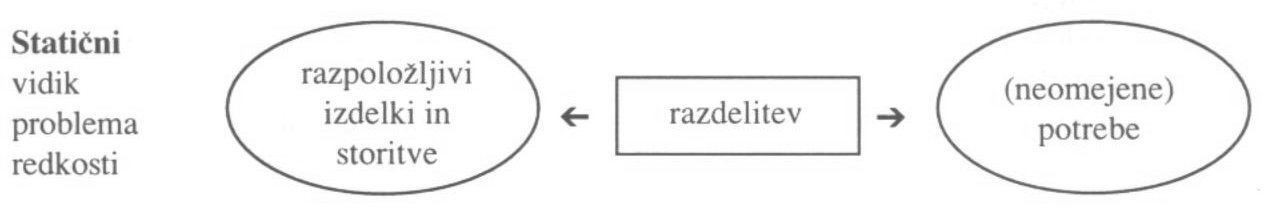 Statični
vidik
problema
redkosti
razpoložljivi
izdelki in
storitve
razdelitev
(neomejene)
potrebe